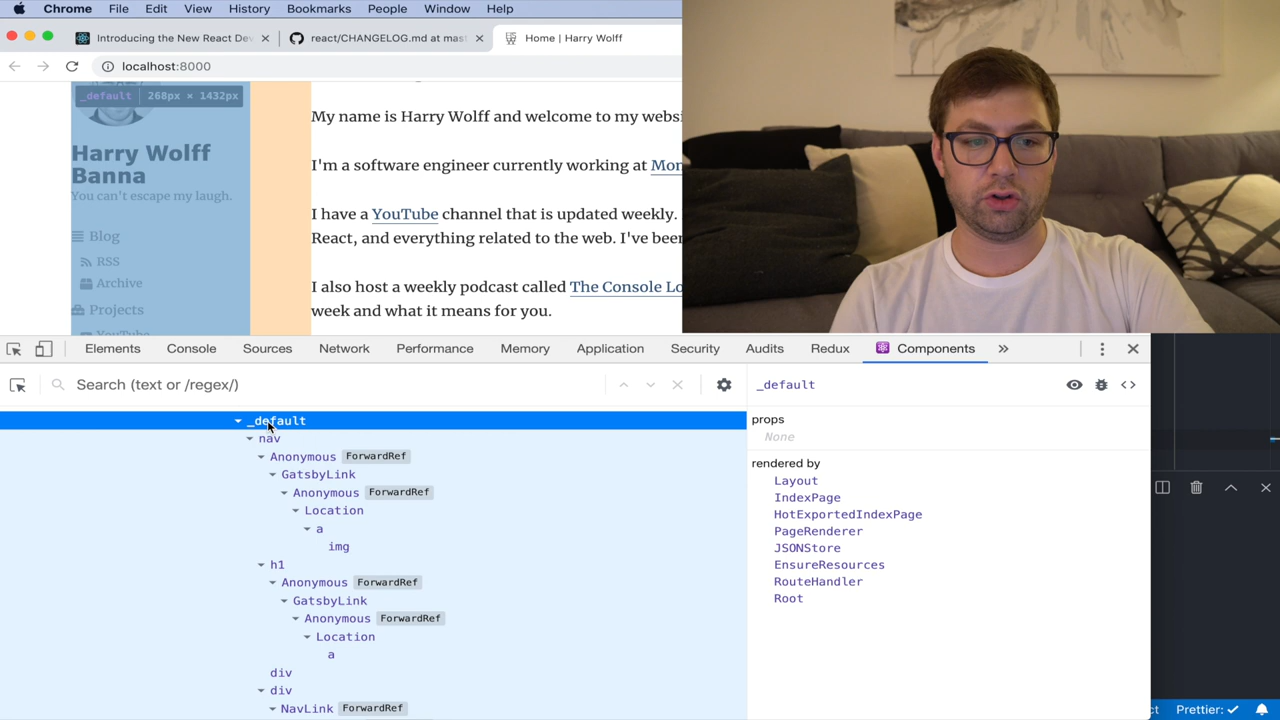 Chrome File Edit View History Bookmarks People Window Help
Introducing the New React Dev
react/CHANGELOG.md at mast
Home | Harry Wolff
localhost:8000
_default 268px × 1432px
Harry Wolff
Banna
You can't escape my laugh.
Blog
RSS
Archive
Projects
YouTube
My name is Harry Wolff and welcome to my websi
I'm a software engineer currently working at Mon
I have a YouTube channel that is updated weekly.
React, and everything related to the web. I've been
I also host a weekly podcast called The Console Lo
week and what it means for you.
Elements Console Sources Network Performance Memory Application Security Audits Redux Components
Search (text or /regex/)
_default
nav
Anonymous ForwardRef
GatsbyLink
Anonymous ForwardRef
Location
a
img
h1
Anonymous ForwardRef
GatsbyLink
Anonymous ForwardRef
Location
a
div
div
NavLink ForwardRef
_default
props
None
rendered by
Layout
IndexPage
HotExportedIndexPage
PageRenderer
JSONStore
EnsureResources
RouteHandler
Root
ct Prettier: